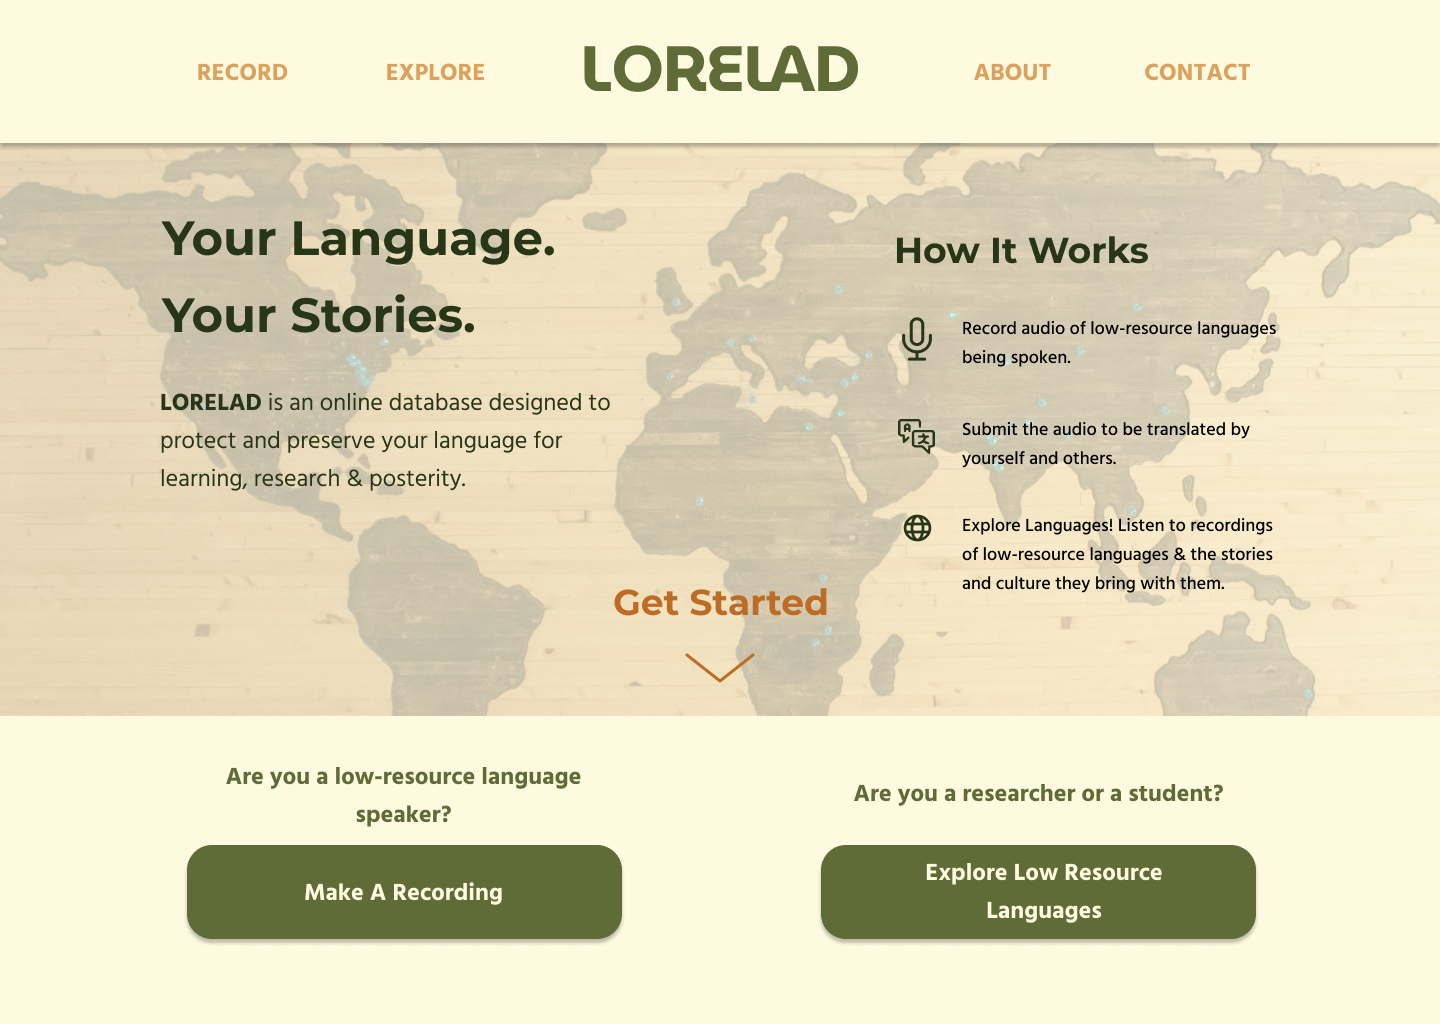 RECORD
EXPLORE
LORELAD
ABOUT
CONTACT
Your Language.
Your Stories.
LORELAD is an online database designed to
protect and preserve your language for
learning, research & posterity.
How It Works
Record audio of low-resource languages
being spoken.
Submit the audio to be translated by
yourself and others.
Explore Languages! Listen to recordings
of low-resource languages & the stories
and culture they bring with them.
Get Started
Are you a low-resource language
speaker?
Make A Recording
Are you a researcher or a student?
Explore Low Resource
Languages